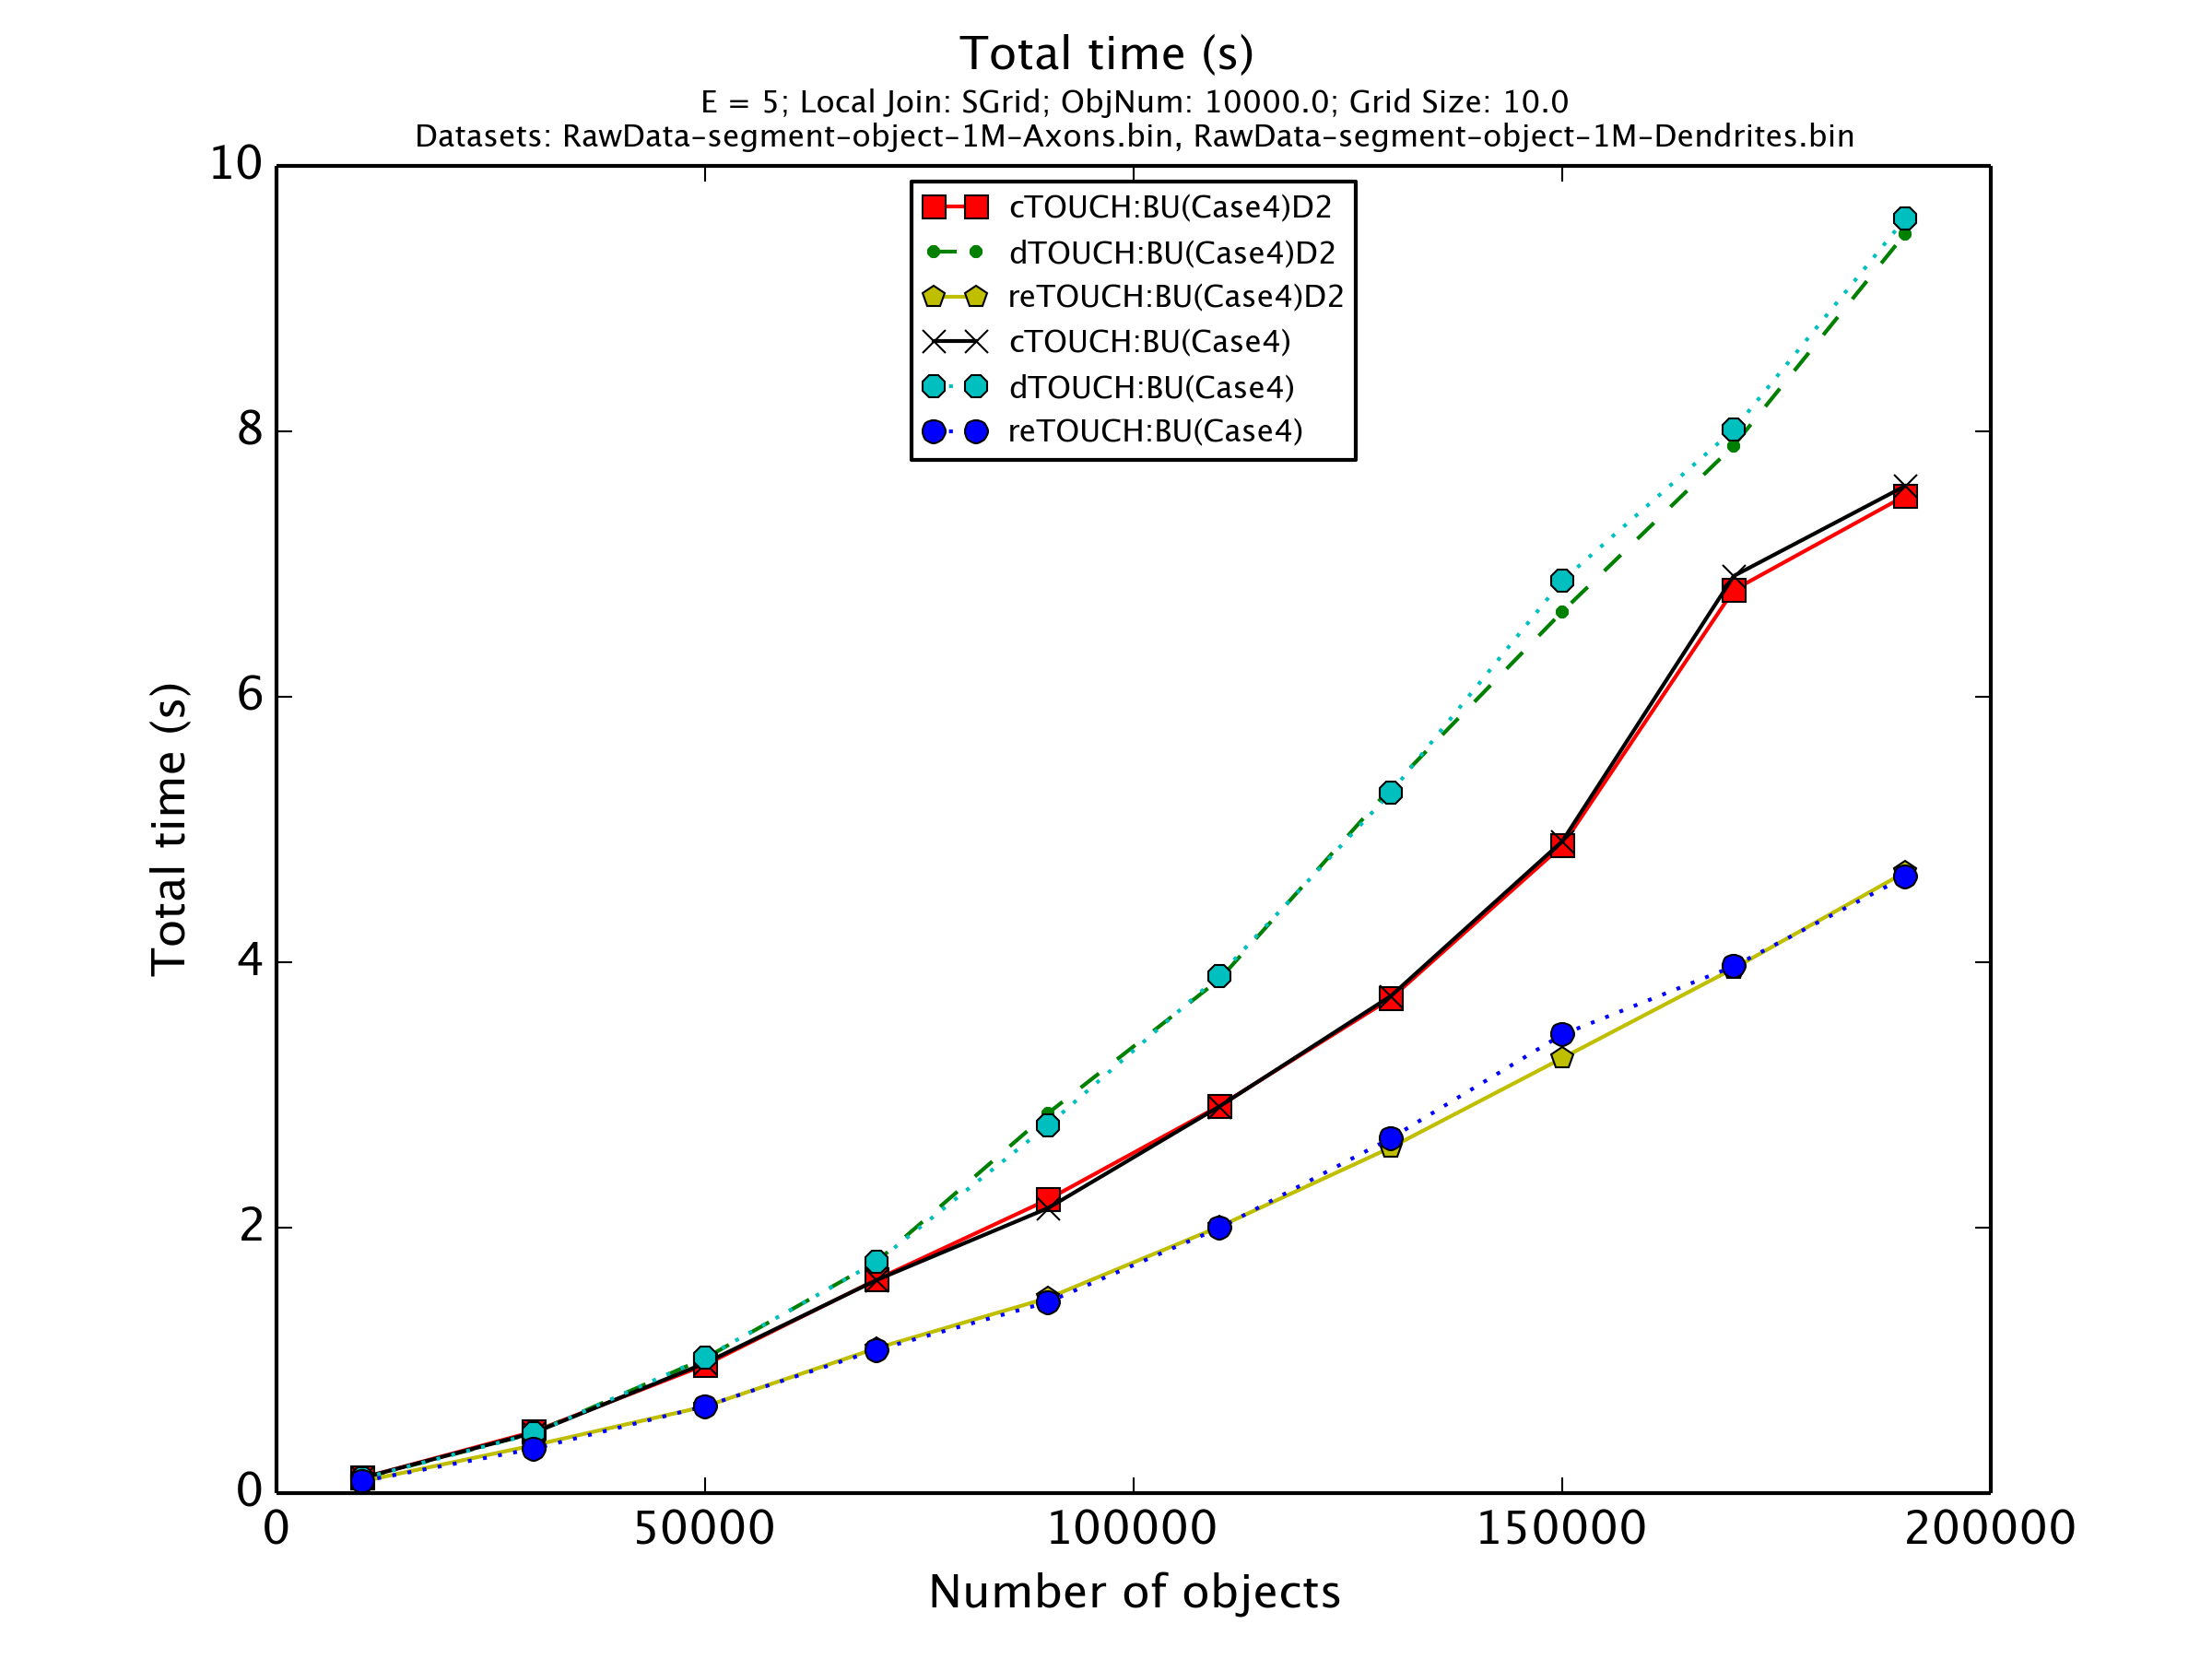 Total time (s)
E = 5; Local Join: SGrid; ObjNum: 10000.0; Grid Size: 10.0
Datasets: RawData-segment-object-1M-Axons.bin, RawData-segment-object-1M-Dendrites.bin
cTOUCH:BU(Case4)D2
dTOUCH:BU(Case4)D2
reTOUCH:BU(Case4)D2
cTOUCH:BU(Case4)
dTOUCH:BU(Case4)
reTOUCH:BU(Case4)
Total time (s)
10
8
6
4
2
0
0 50000 100000 150000 200000
Number of objects